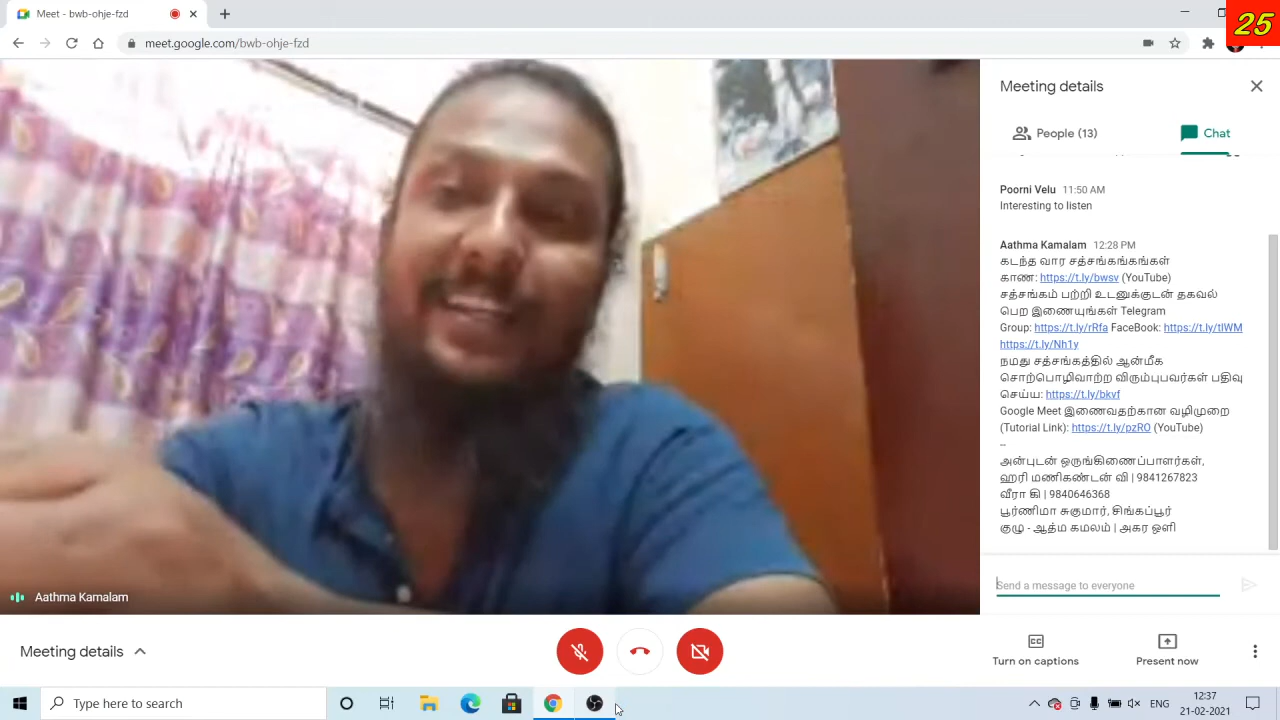 Meet - bwb-ohje-fzd
25
meet.google.com/bwb-ohje-fzd
Meeting details
People (13)
Chat
Poorni Velu 11:50 AM
Interesting to listen
Aathma Kamalam 12:28 PM
கடந்த வார சத்சங்கங்கங்கள்
காண: https://t.ly/bwsv (YouTube)
சத்சங்கம் பற்றி உடனுக்குடன் தகவல்
பெற இணையுங்கள் Telegram
Group: https://t.ly/rRfa FaceBook: https://t.ly/tlWM
https://t.ly/Nh1y
நமது சத்சங்கத்தில் ஆன்மீக
சொற்பொழிவாற்ற விரும்புபவர்கள் பதிவு
செய்ய: https://t.ly/bkvf
Google Meet இணைவதற்கான வழிமுறை
(Tutorial Link): https://t.ly/pzRO (YouTube)
--
அன்புடன் ஒருங்கிணைப்பாளர்கள்,
ஹரி மணிகண்டன் வி | 9841267823
வீரா கி | 9840646368
பூர்ணிமா சுகுமார், சிங்கப்பூர்
குழு - ஆத்ம கமலம் | அகர ஒளி
Send a message to everyone
Aathma Kamalam
Meeting details
Turn on captions
Present now
Type here to search
ENG
12:37
21-02-2021